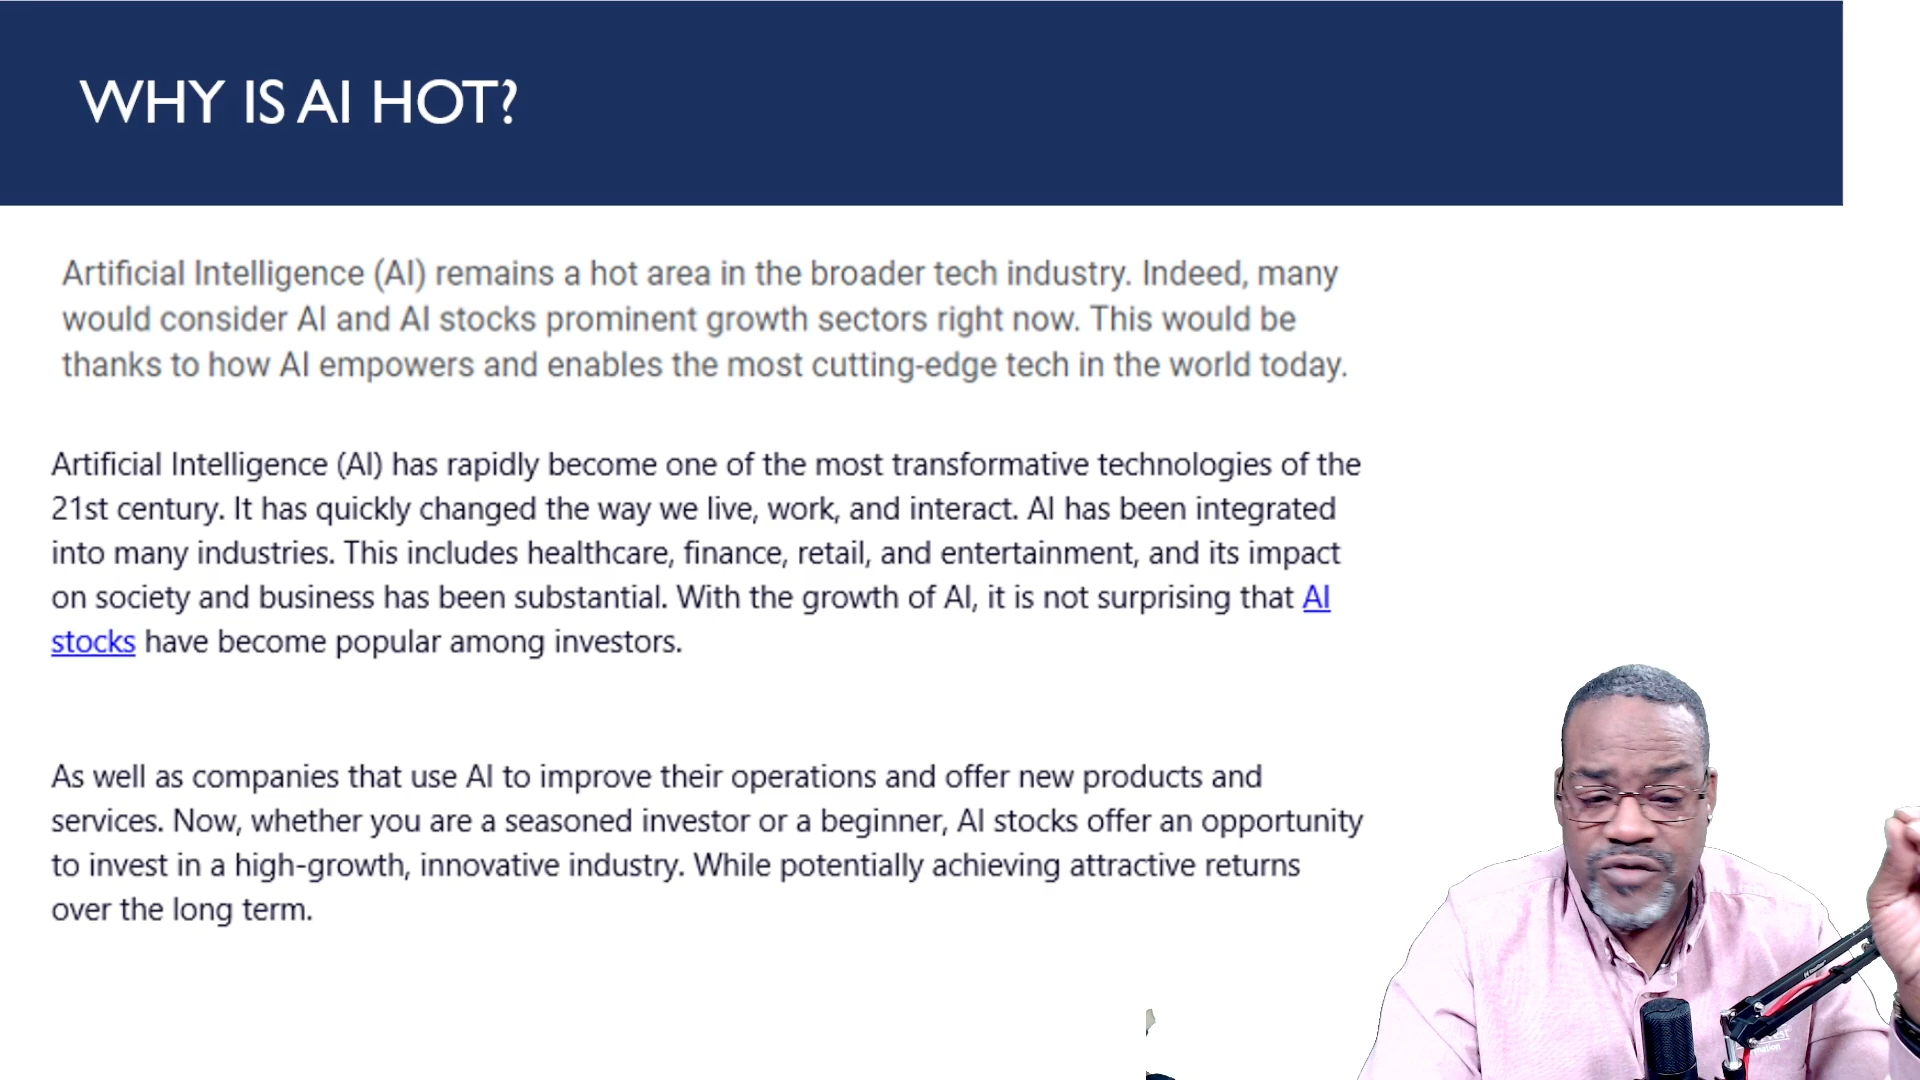 WHY IS AI HOT?
Artificial Intelligence (AI) remains a hot area in the broader tech industry. Indeed, many
would consider AI and AI stocks prominent growth sectors right now. This would be
thanks to how AI empowers and enables the most cutting-edge tech in the world today.
Artificial Intelligence (AI) has rapidly become one of the most transformative technologies of the
21st century. It has quickly changed the way we live, work, and interact. AI has been integrated
into many industries. This includes healthcare, finance, retail, and entertainment, and its impact
on society and business has been substantial. With the growth of AI, it is not surprising that AI
stocks have become popular among investors.
As well as companies that use AI to improve their operations and offer new products and
services. Now, whether you are a seasoned investor or a beginner, AI stocks offer an opportunity
to invest in a high-growth, innovative industry. While potentially achieving attractive returns
over the long term.